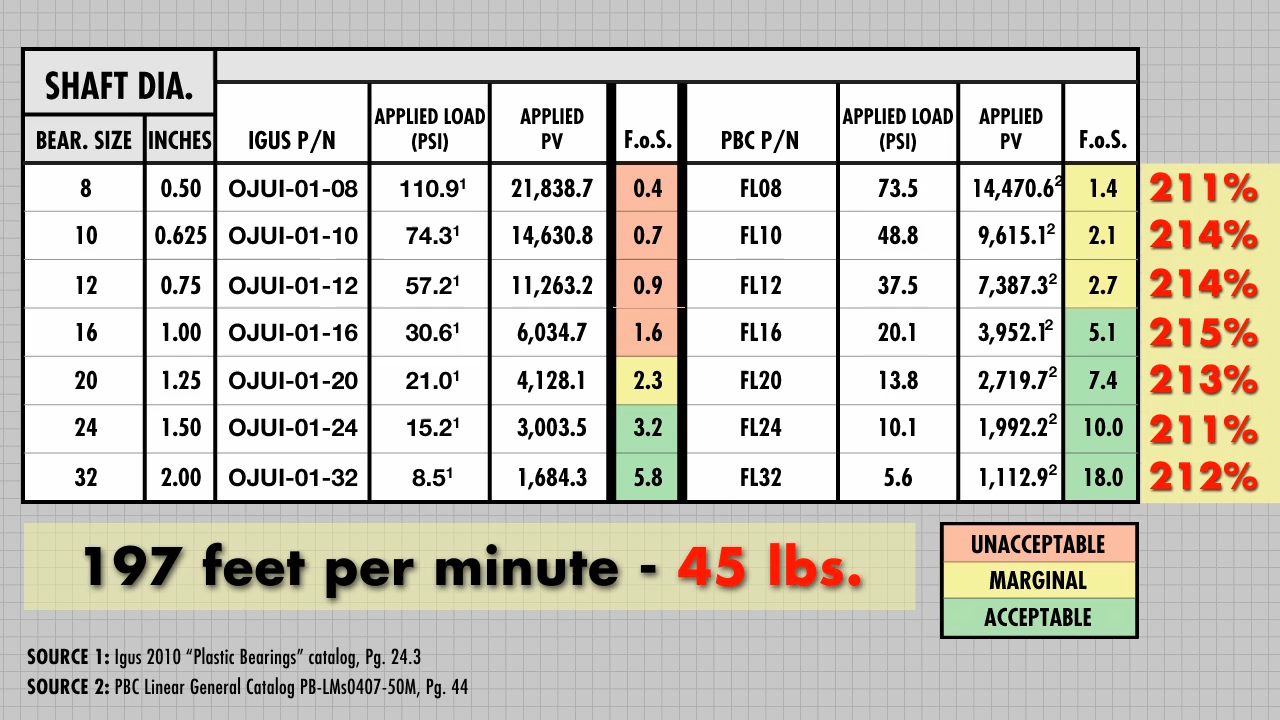 SHAFT DIA.
BEAR. SIZE INCHES IGUS P/N APPLIED LOAD (PSI) APPLIED PV F.o.S. PBC P/N APPLIED LOAD (PSI) APPLIED PV F.o.S.
8 0.50 OJUI-01-08 110.9¹ 21,838.7 0.4 FL08 73.5 14,470.6² 1.4 211%
10 0.625 OJUI-01-10 74.3¹ 14,630.8 0.7 FL10 48.8 9,615.1² 2.1 214%
12 0.75 OJUI-01-12 57.2¹ 11,263.2 0.9 FL12 37.5 7,387.3² 2.7 214%
16 1.00 OJUI-01-16 30.6¹ 6,034.7 1.6 FL16 20.1 3,952.1² 5.1 215%
20 1.25 OJUI-01-20 21.0¹ 4,128.1 2.3 FL20 13.8 2,719.7² 7.4 213%
24 1.50 OJUI-01-24 15.2¹ 3,003.5 3.2 FL24 10.1 1,992.2² 10.0 211%
32 2.00 OJUI-01-32 8.5¹ 1,684.3 5.8 FL32 5.6 1,112.9² 18.0 212%
197 feet per minute - 45 lbs.
UNACCEPTABLE
MARGINAL
ACCEPTABLE
SOURCE 1: Igus 2010 “Plastic Bearings” catalog, Pg. 24.3
SOURCE 2: PBC Linear General Catalog PB-LMs0407-50M, Pg. 44